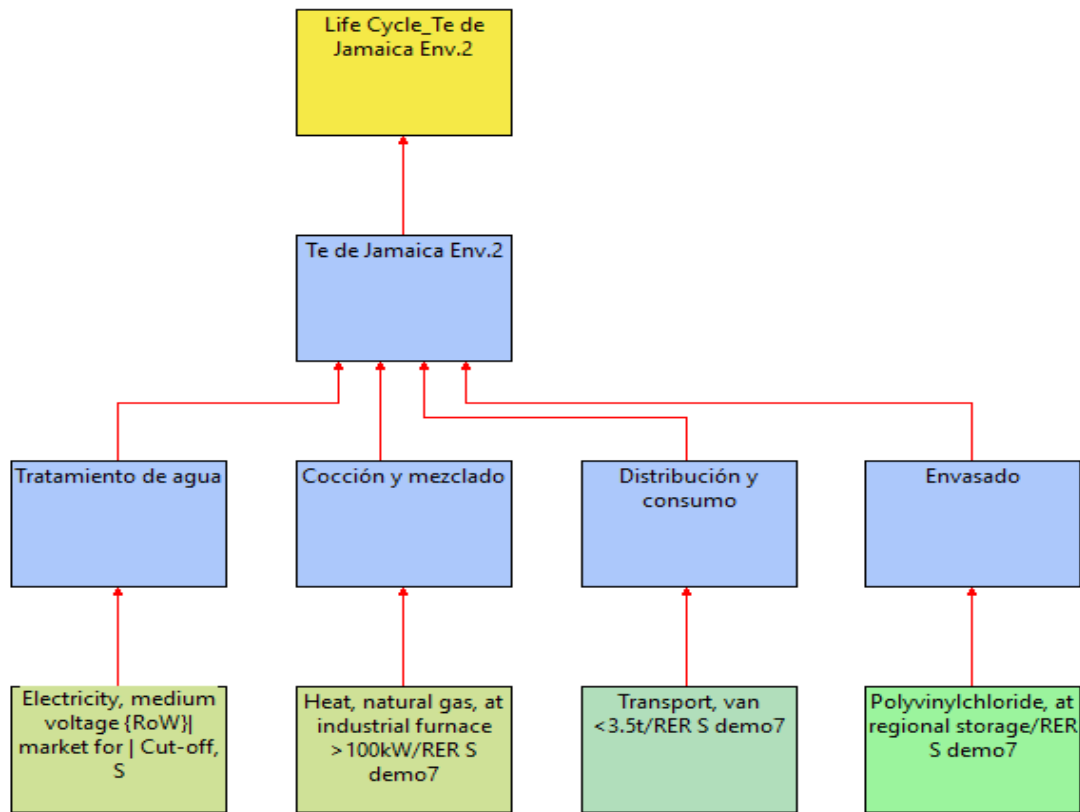 Life Cycle_Te de
Jamaica Env.2
Te de Jamaica Env.2
Tratamiento de agua
Cocción y mezclado
Distribución y
consumo
Envasado
Electricity, medium
voltage {RoW}|
market for | Cut-off,
S
Heat, natural gas, at
industrial furnace
>100kW/RER S
demo7
Transport, van
<3.5t/RER S demo7
Polyvinylchloride, at
regional storage/RER
S demo7